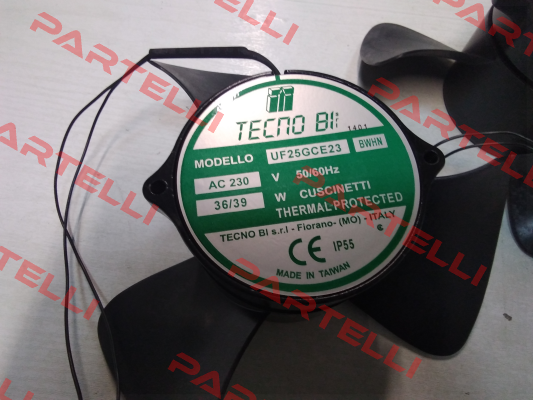 TECNO BI
1401
MODELLO UF25GCE23 BWHN
AC 230 V 50/60Hz
36/39 W CUSCINETTI
THERMAL PROTECTED
TECNO BI s.r.l - Fiorano- (MO) - ITALY
CE IP55
MADE IN TAIWAN
PARTELLI
PARTELLI
PARTELLI
PARTELLI
PARTELLI